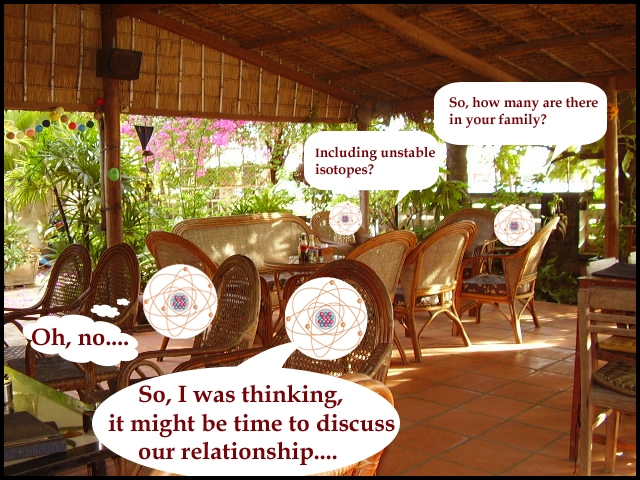 So, how many are there
in your family?
Including unstable
isotopes?
Oh, no....
So, I was thinking,
it might be time to discuss
our relationship....